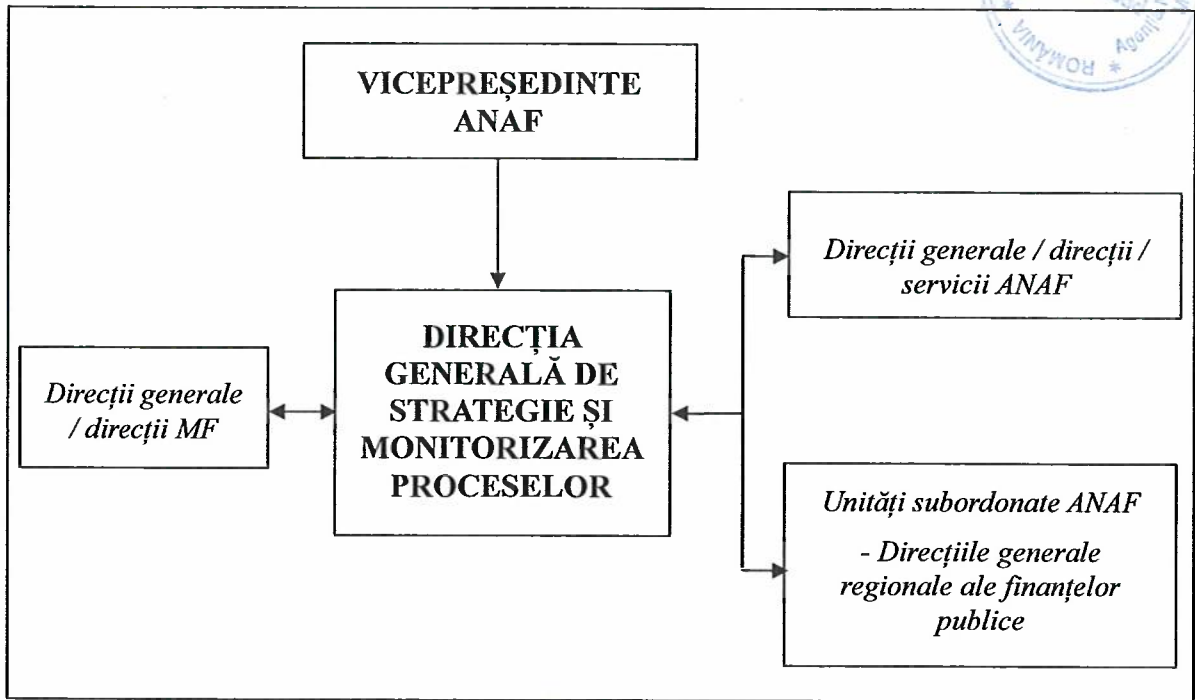 VICEPREȘEDINTE
ANAF
Direcții generale / direcții /
servicii ANAF
DIRECȚIA
GENERALĂ DE
STRATEGIE ȘI
MONITORIZAREA
PROCESELOR
Direcții generale
/ direcții MF
Unități subordonate ANAF
- Direcțiile generale
regionale ale finanțelor
publice
ROMÂNIA *